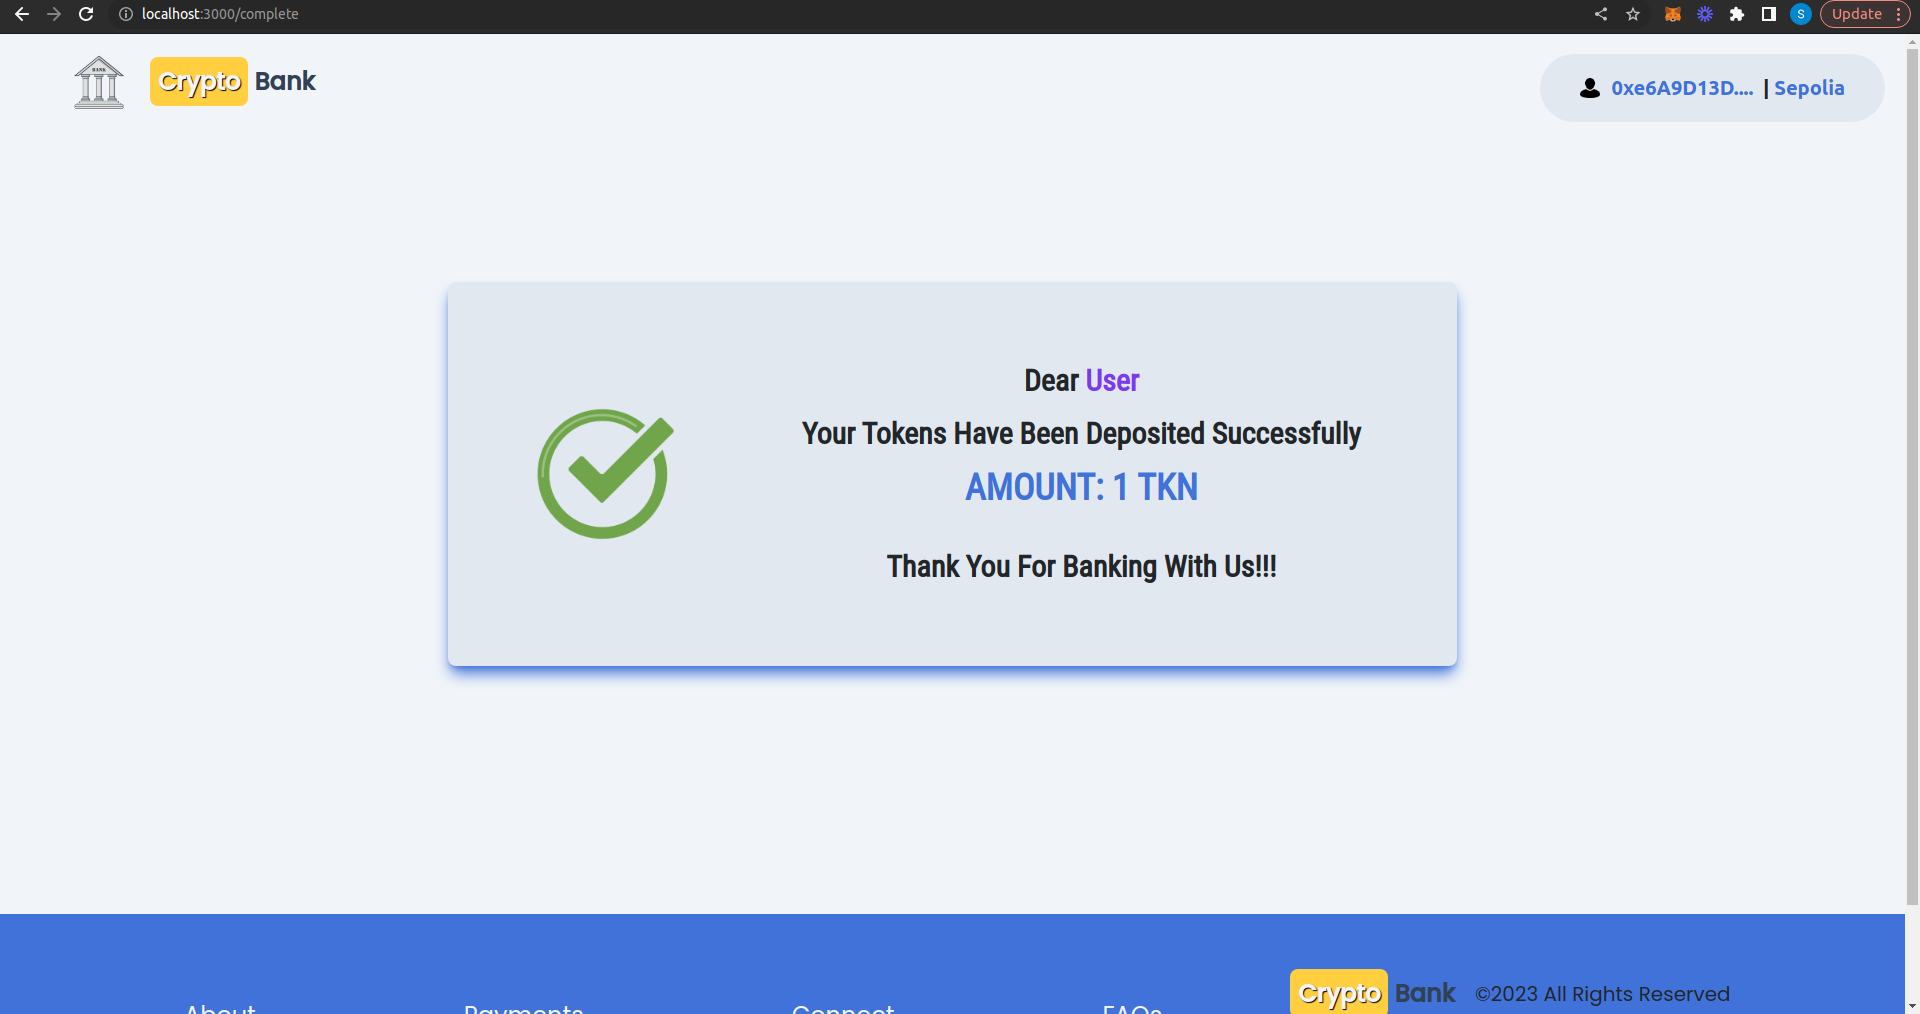 localhost:3000/complete
S
Update
BANK
Crypto Bank
0xe6A9D13D.... | Sepolia
Dear User
Your Tokens Have Been Deposited Successfully
AMOUNT: 1 TKN
Thank You For Banking With Us!!!
Crypto Bank ©2023 All Rights Reserved
About Payments Connect FAQs